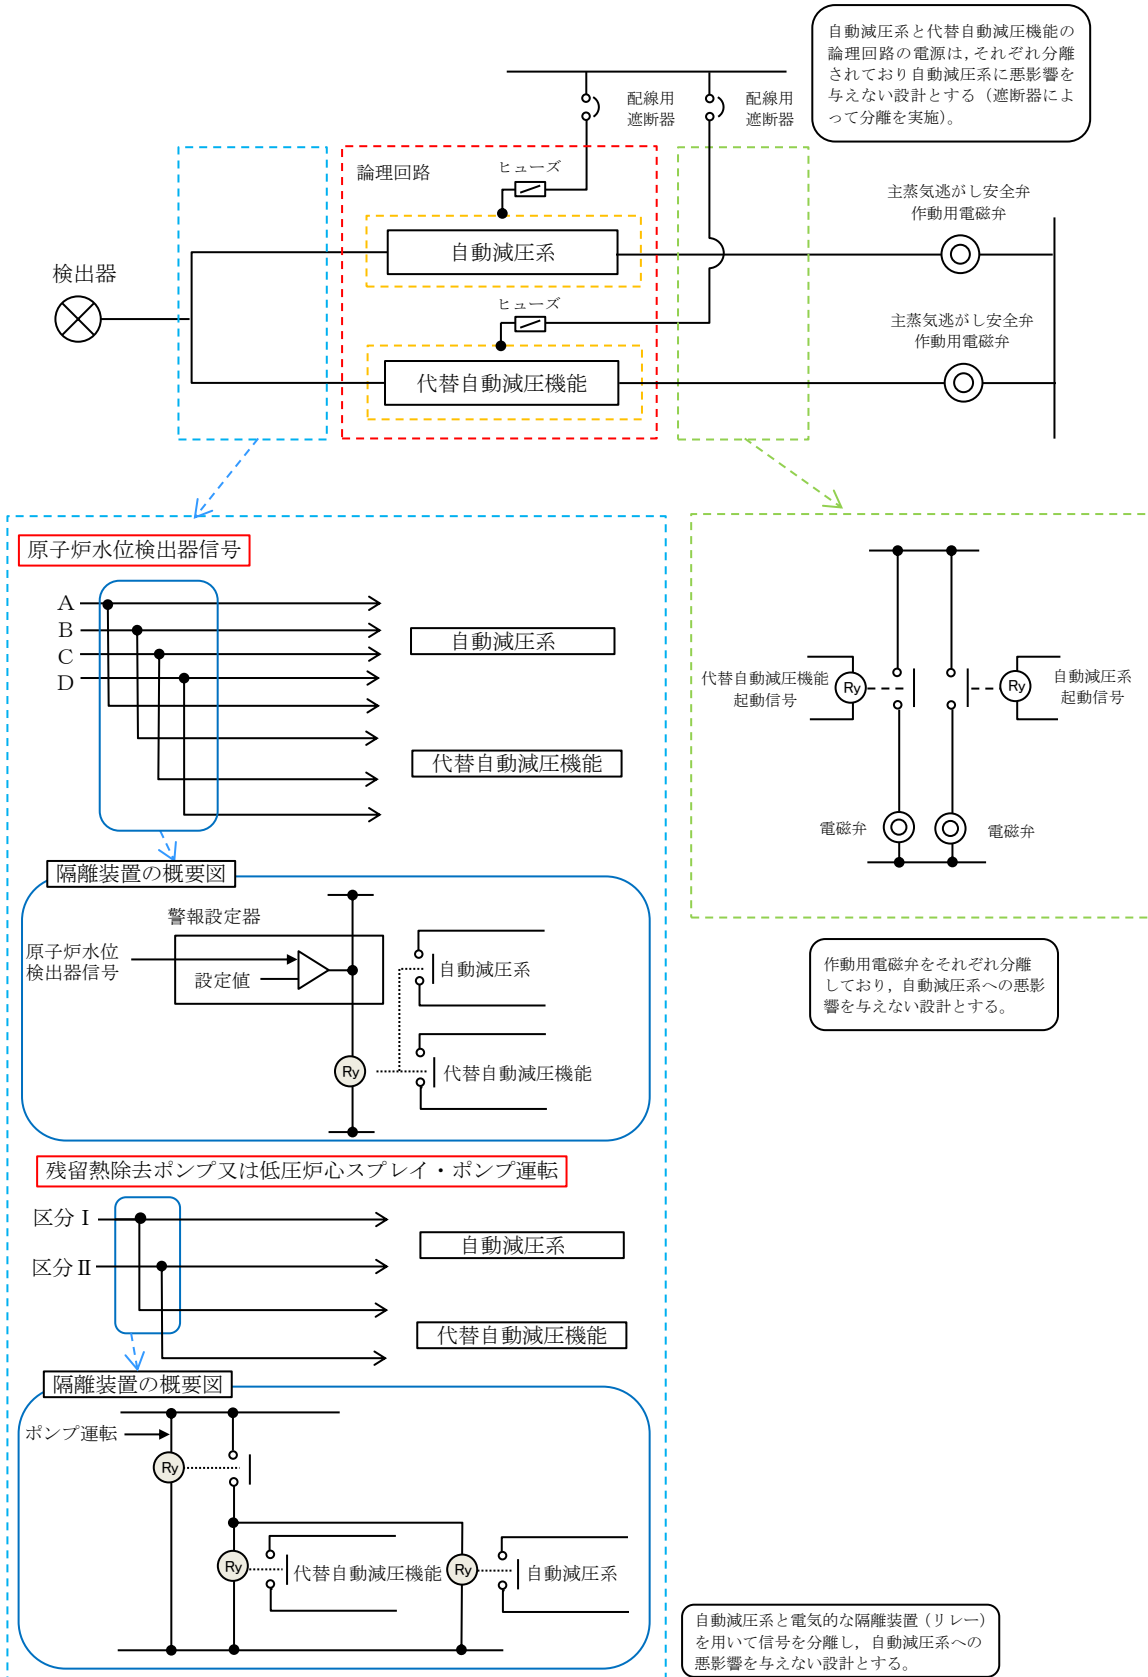 自動減圧系と代替自動減圧機能の
論理回路の電源は，それぞれ分離
されており自動減圧系に悪影響を
与えない設計とする（遮断器によ
って分離を実施）。
配線用
遮断器
配線用
遮断器
論理回路
ヒューズ
主蒸気逃がし安全弁
作動用電磁弁
自動減圧系
検出器
ヒューズ
主蒸気逃がし安全弁
作動用電磁弁
代替自動減圧機能
原子炉水位検出器信号
A
B
C
D
自動減圧系
代替自動減圧機能
代替自動減圧機能
起動信号
Ry
Ry
自動減圧系
起動信号
電磁弁
電磁弁
隔離装置の概要図
警報設定器
原子炉水位
検出器信号
設定値
自動減圧系
Ry
代替自動減圧機能
作動用電磁弁をそれぞれ分離
しており，自動減圧系への悪影
響を与えない設計とする。
残留熱除去ポンプ又は低圧炉心スプレイ・ポンプ運転
区分Ⅰ
区分Ⅱ
自動減圧系
代替自動減圧機能
隔離装置の概要図
ポンプ運転
Ry
Ry
代替自動減圧機能
Ry
自動減圧系
自動減圧系と電気的な隔離装置（リレー）
を用いて信号を分離し，自動減圧系への
悪影響を与えない設計とする。